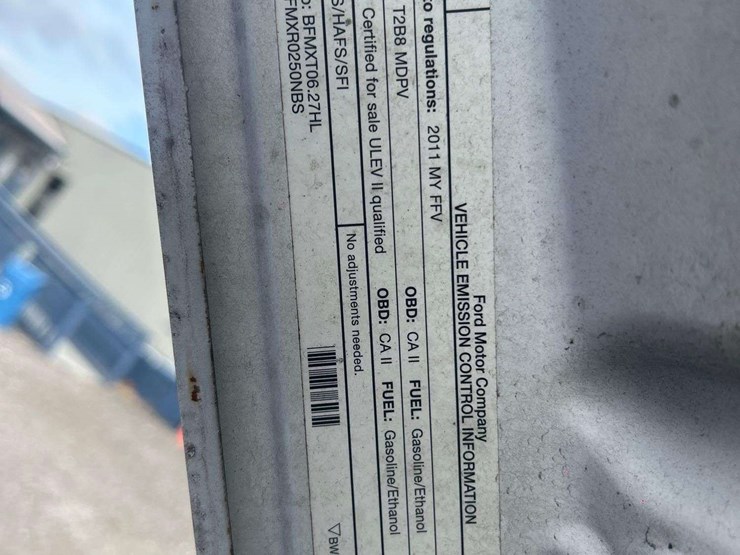 Ford Motor Company
VEHICLE EMISSION CONTROL INFORMATION
to regulations: 2011 MY FFV
T2B8 MDPV OBD: CA II FUEL: Gasoline/Ethanol
Certified for sale ULEV II qualified OBD: CA II FUEL: Gasoline/Ethanol
S/HAFS/SFI No adjustments needed.
: BFMXT06.27HL
FMXR0250NBS
▽BW